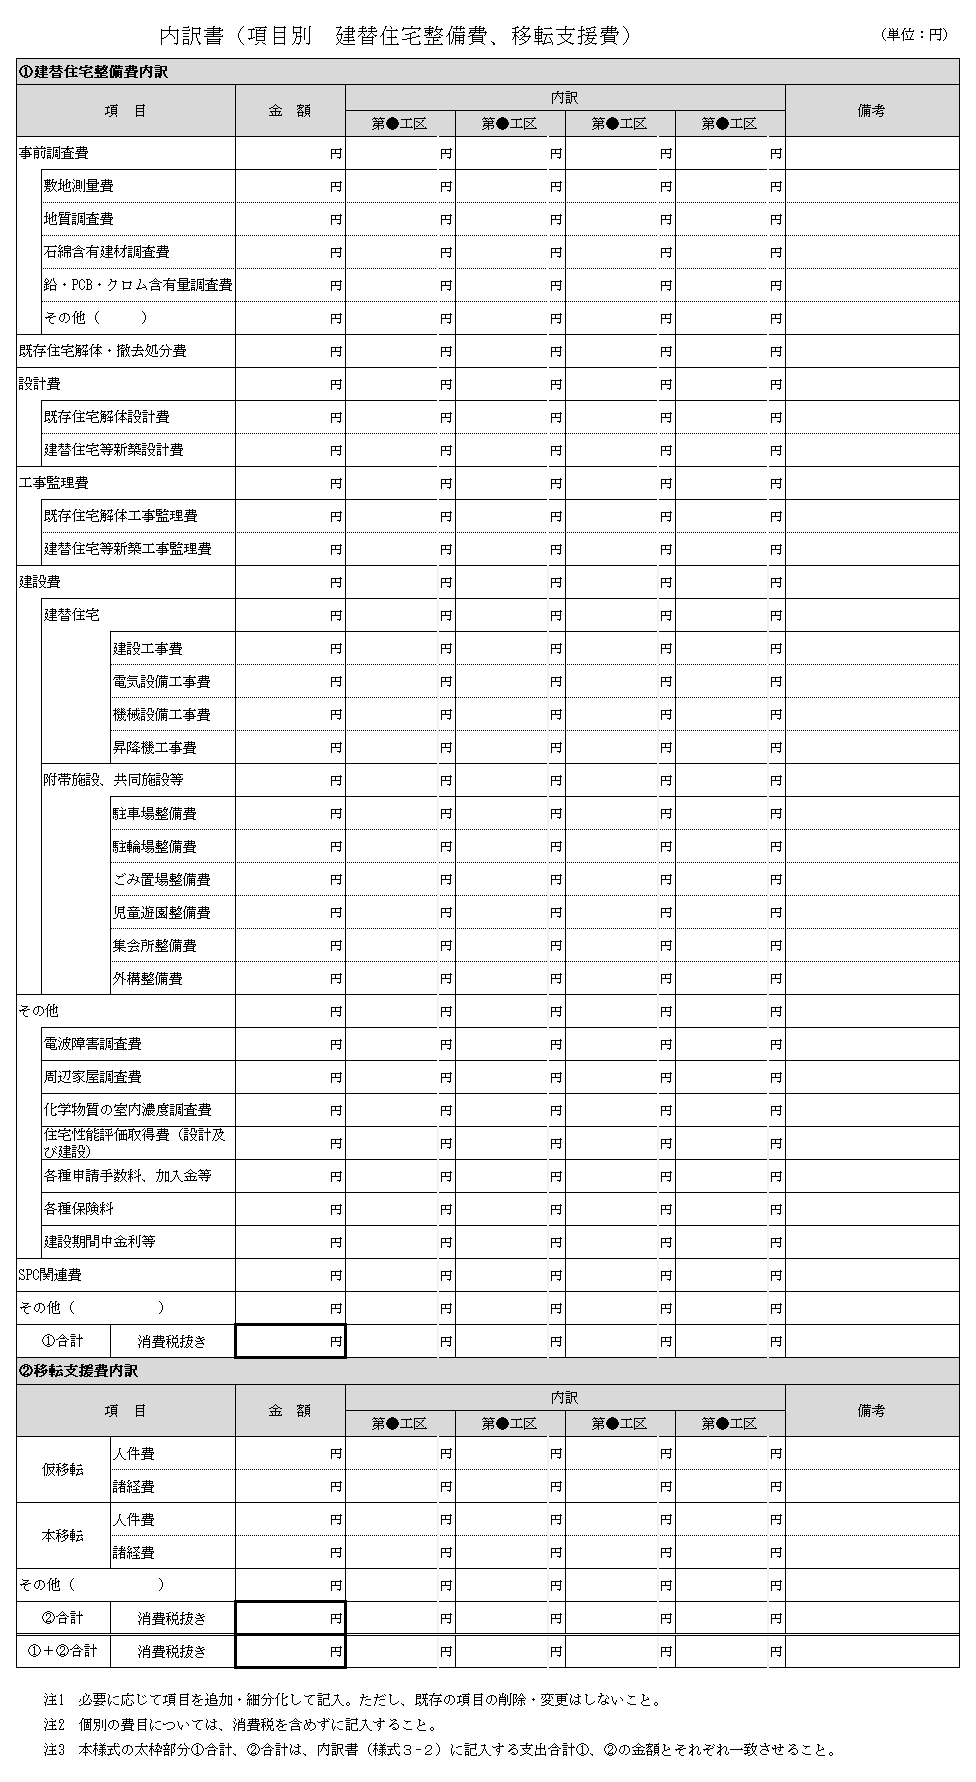 内訳書（項目別　建替住宅整備費、移転支援費）
（単位：円）
①建替住宅整備費内訳
項　目　金　額　内訳　備考
第●工区　第●工区　第●工区　第●工区
事前調査費　円　円　円　円　円
敷地測量費　円　円　円　円　円
地質調査費　円　円　円　円　円
石綿含有建材調査費　円　円　円　円　円
鉛・PCB・クロム含有量調査費　円　円　円　円　円
その他（　　　）　円　円　円　円　円
既存住宅解体・撤去処分費　円　円　円　円　円
設計費　円　円　円　円　円
既存住宅解体設計費　円　円　円　円　円
建替住宅等新築設計費　円　円　円　円　円
工事監理費　円　円　円　円　円
既存住宅解体工事監理費　円　円　円　円　円
建替住宅等新築工事監理費　円　円　円　円　円
建設費　円　円　円　円　円
建替住宅　円　円　円　円　円
建設工事費　円　円　円　円　円
電気設備工事費　円　円　円　円　円
機械設備工事費　円　円　円　円　円
昇降機工事費　円　円　円　円　円
附帯施設、共同施設等　円　円　円　円　円
駐車場整備費　円　円　円　円　円
駐輪場整備費　円　円　円　円　円
ごみ置場整備費　円　円　円　円　円
児童遊園整備費　円　円　円　円　円
集会所整備費　円　円　円　円　円
外構整備費　円　円　円　円　円
その他　円　円　円　円　円
電波障害調査費　円　円　円　円　円
周辺家屋調査費　円　円　円　円　円
化学物質の室内濃度調査費　円　円　円　円　円
住宅性能評価取得費（設計及
び建設）　円　円　円　円　円
各種申請手数料、加入金等　円　円　円　円　円
各種保険料　円　円　円　円　円
建設期間中金利等　円　円　円　円　円
SPC関連費　円　円　円　円　円
その他（　　　　　　）　円　円　円　円　円
①合計　消費税抜き　円　円　円　円　円
②移転支援費内訳
項　目　金　額　内訳　備考
第●工区　第●工区　第●工区　第●工区
仮移転　人件費　円　円　円　円　円
諸経費　円　円　円　円　円
本移転　人件費　円　円　円　円　円
諸経費　円　円　円　円　円
その他（　　　　　　）　円　円　円　円　円
②合計　消費税抜き　円　円　円　円　円
①＋②合計　消費税抜き　円　円　円　円　円
注1　必要に応じて項目を追加・細分化して記入。ただし、既存の項目の削除・変更はしないこと。
注2　個別の費目については、消費税を含めずに記入すること。
注3　本様式の太枠部分①合計、②合計は、内訳書（様式３-２）に記入する支出合計①、②の金額とそれぞれ一致させること。